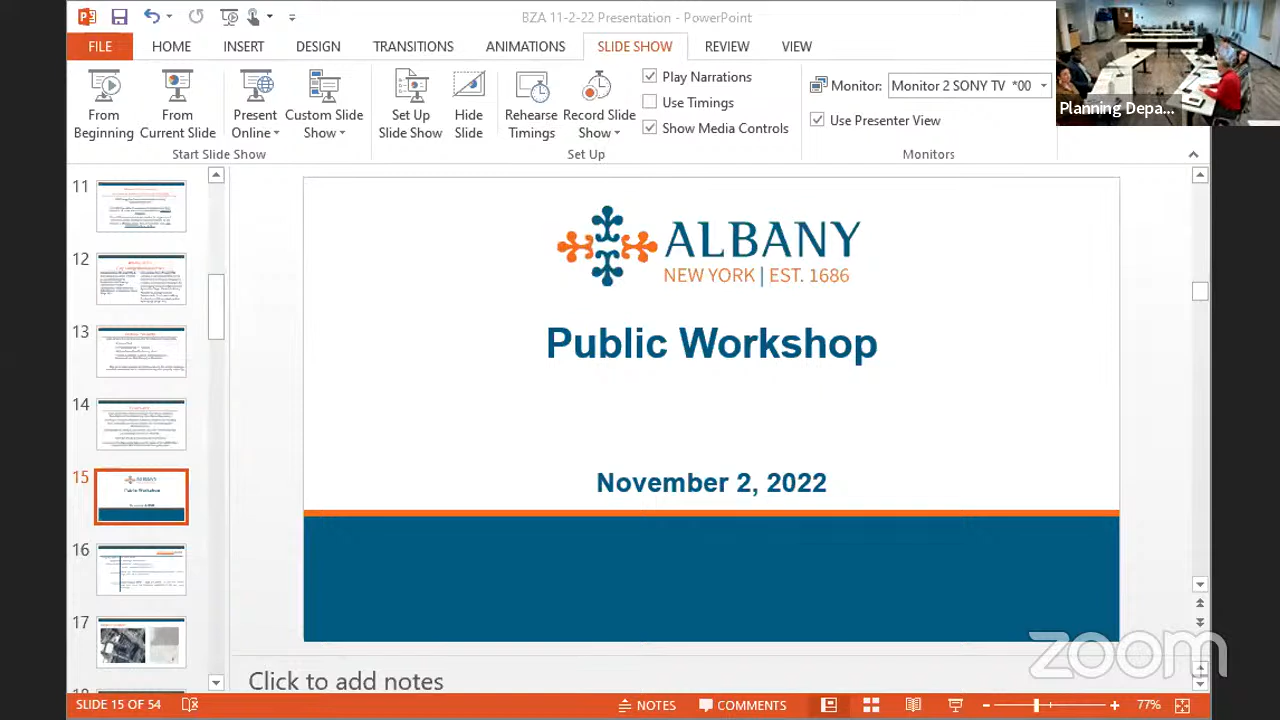 BZA 11-2-22 Presentation - PowerPoint
FILE HOME INSERT DESIGN TRANSITIONS ANIMATIONS SLIDE SHOW REVIEW VIEW
From Beginning
From Current Slide
Present Online
Custom Slide Show
Set Up Slide Show
Hide Slide
Rehearse Timings
Record Slide Show
Play Narrations
Use Timings
Show Media Controls
Monitor: Monitor 2 SONY TV *00
Use Presenter View
Start Slide Show
Set Up
Monitors
Planning Depa...
11
12
13
14
15
16
17
ALBANY
NEW YORK | EST. 1686
Public Workshop
November 2, 2022
Click to add notes
zoom
SLIDE 15 OF 54
NOTES
COMMENTS
77%